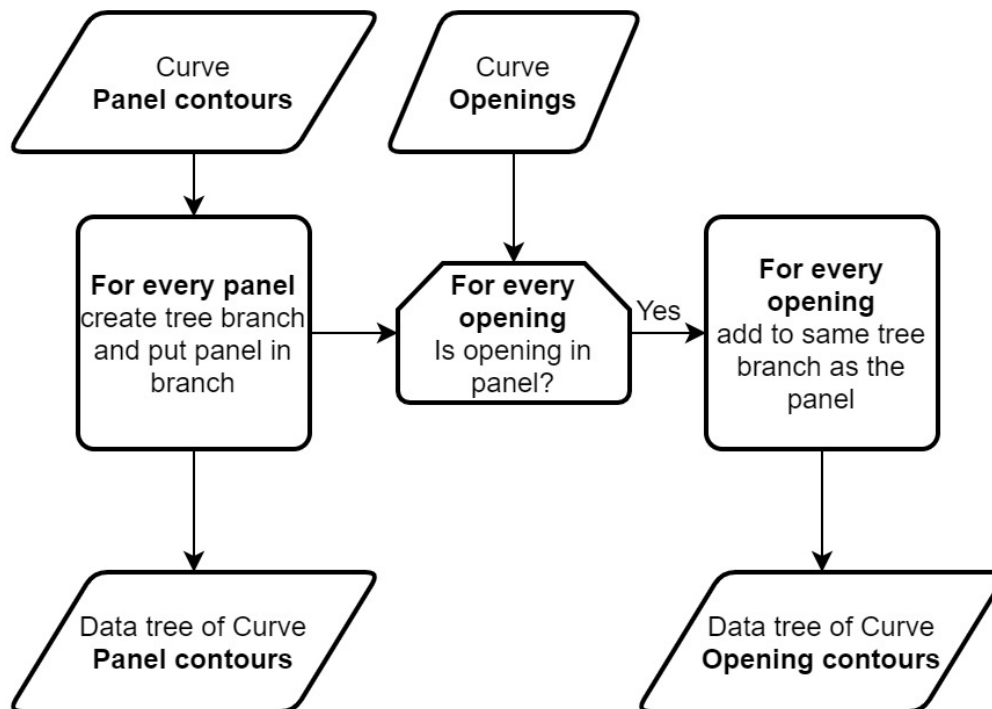 Curve
Panel contours
Curve
Openings
For every panel
create tree branch
and put panel in
branch
For every
opening
Is opening in
panel?
Yes
For every
opening
add to same tree
branch as the
panel
Data tree of Curve
Panel contours
Data tree of Curve
Opening contours